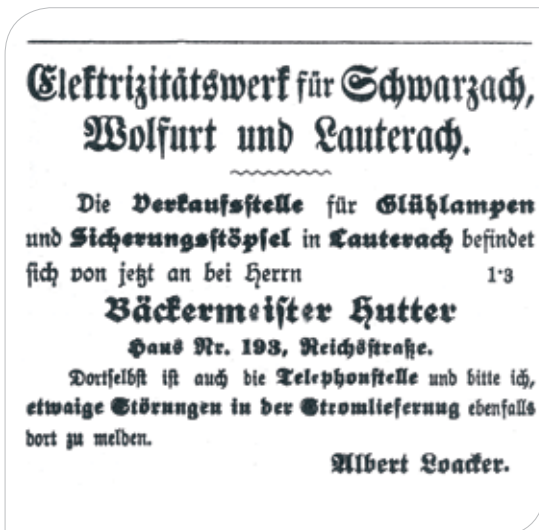 Elektrizitätswerk für Schwarzach,
Wolfurt und Lauterach.
Die Verkaufsstelle für Glühlampen
und Sicherungsstöpsel in Lauterach befindet
sich von jetzt an bei Herrn 1·3
Bäckermeister Hutter
Haus Nr. 193, Reichsstraße.
Dortselbst ist auch die Telephonstelle und bitte ich,
etwaige Störungen in der Stromliefernug ebenfalls
dort zu melden.
Albert Loacker.